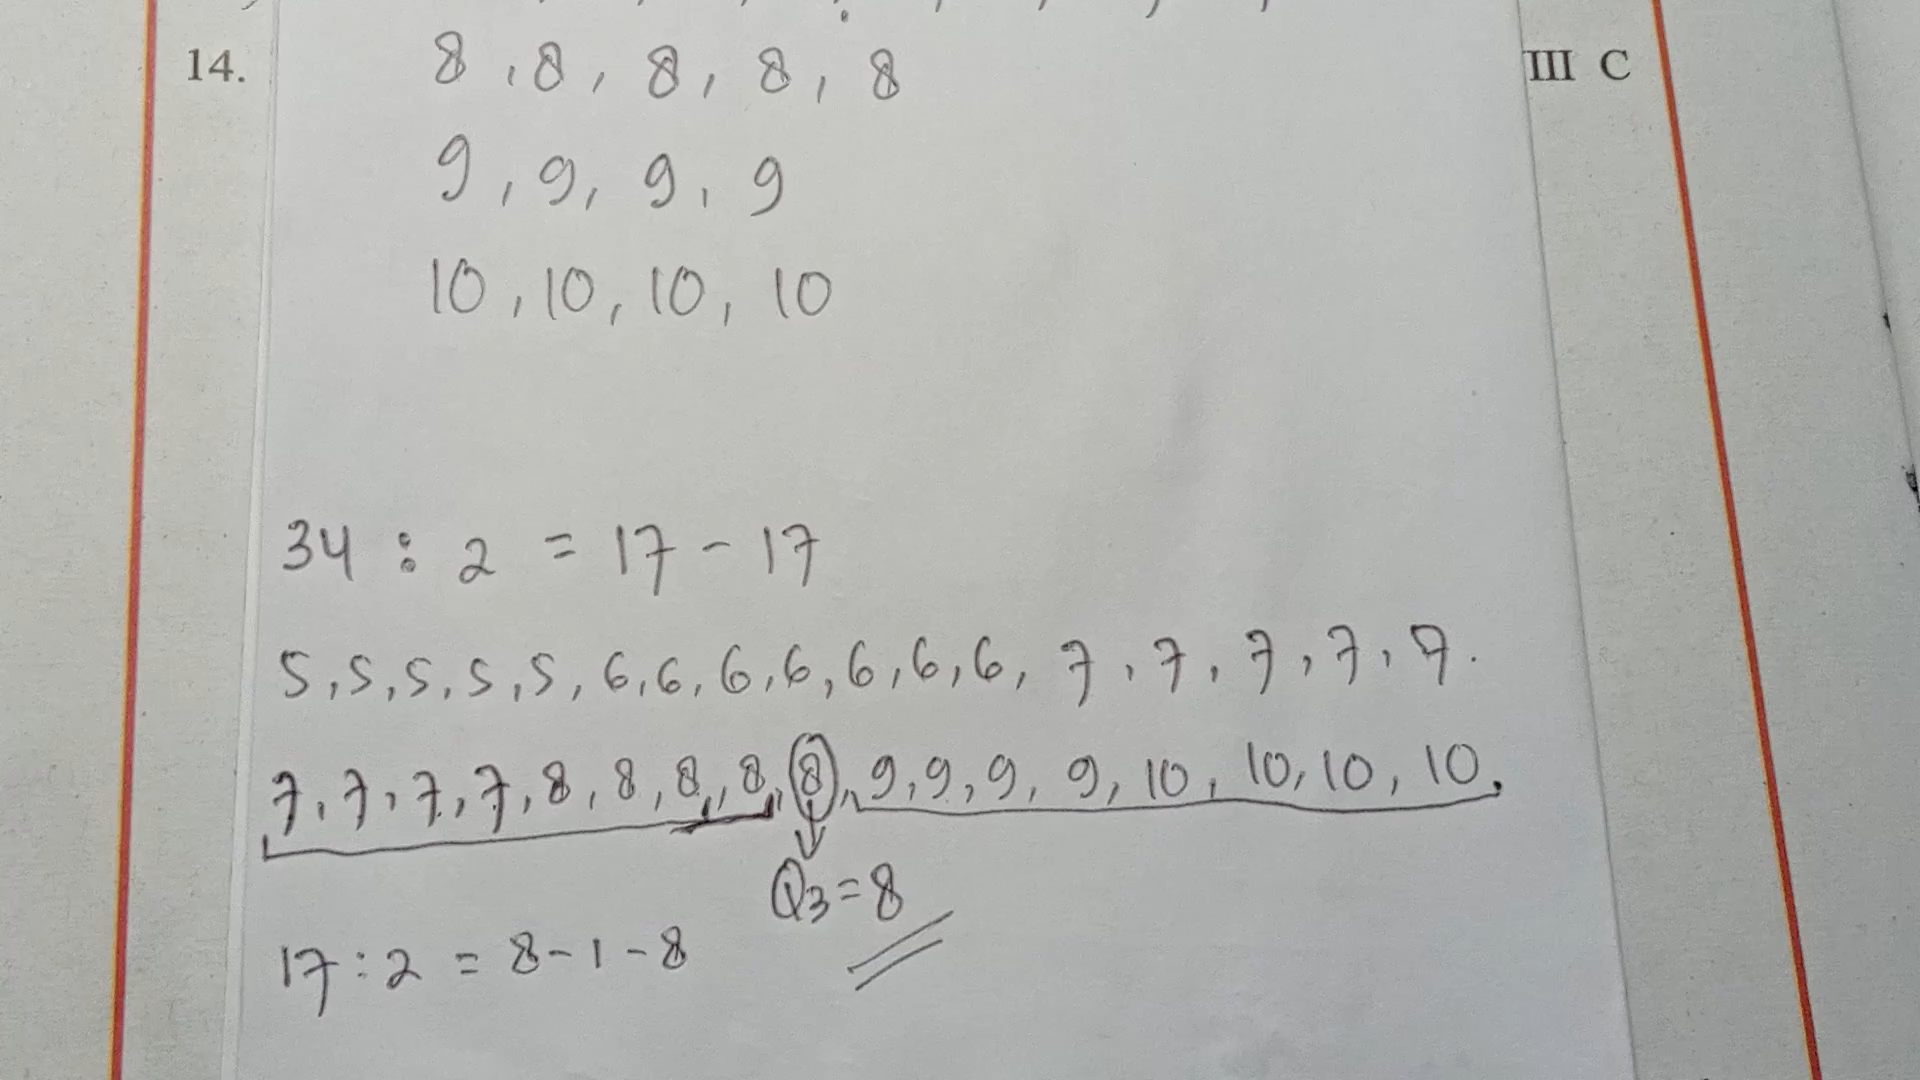 14.
III C
8, 8, 8, 8, 8
9, 9, 9, 9
10, 10, 10, 10
34 : 2 = 17 - 17
5, 5, 5, 5, 5, 6, 6, 6, 6, 6, 6, 6, 7, 7, 7, 7, 7.
7, 7, 7, 7, 8, 8, 8, 8, 8, 9, 9, 9, 9, 10, 10, 10, 10.
Q3 = 8
17 : 2 = 8 - 1 - 8